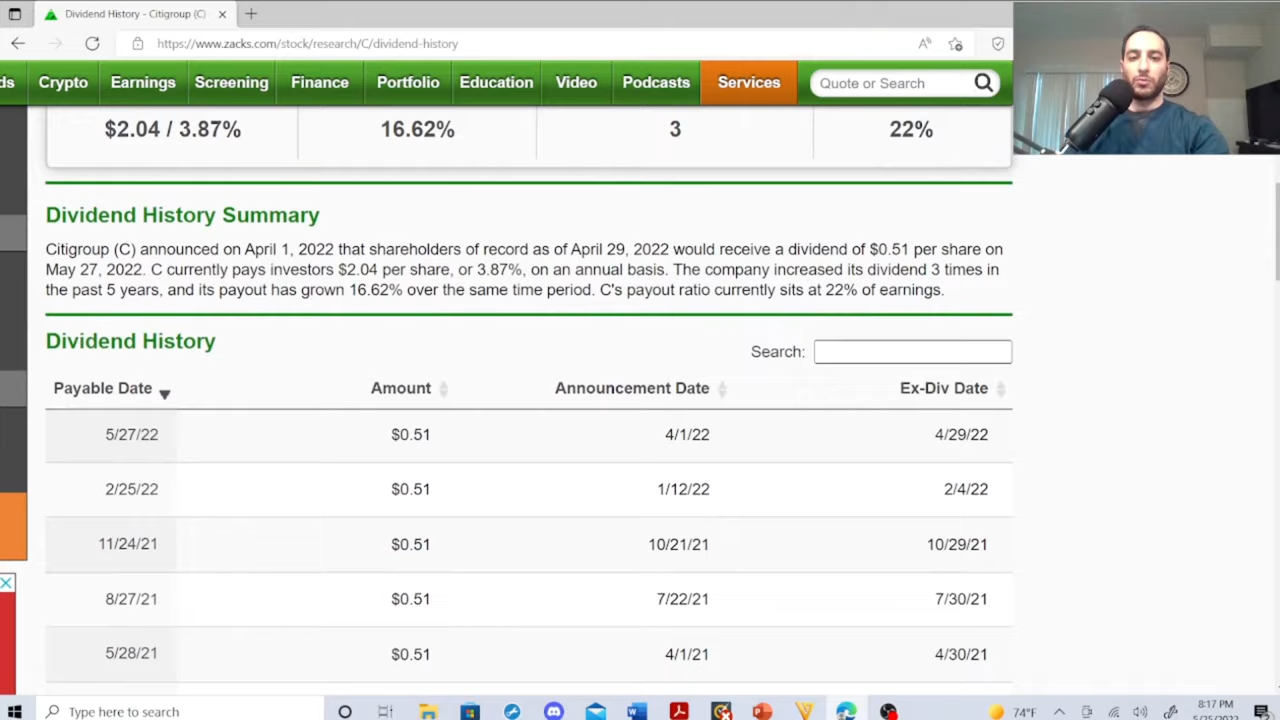 Dividend History - Citigroup (C)
https://www.zacks.com/stock/research/C/dividend-history
ds Crypto Earnings Screening Finance Portfolio Education Video Podcasts Services Quote or Search
$2.04 / 3.87% 16.62% 3 22%
Dividend History Summary
Citigroup (C) announced on April 1, 2022 that shareholders of record as of April 29, 2022 would receive a dividend of $0.51 per share on
May 27, 2022. C currently pays investors $2.04 per share, or 3.87%, on an annual basis. The company increased its dividend 3 times in
the past 5 years, and its payout has grown 16.62% over the same time period. C's payout ratio currently sits at 22% of earnings.
Dividend History
Search:
Payable Date Amount Announcement Date Ex-Div Date
5/27/22 $0.51 4/1/22 4/29/22
2/25/22 $0.51 1/12/22 2/4/22
11/24/21 $0.51 10/21/21 10/29/21
8/27/21 $0.51 7/22/21 7/30/21
5/28/21 $0.51 4/1/21 4/30/21
Type here to search 74°F 8:17 PM